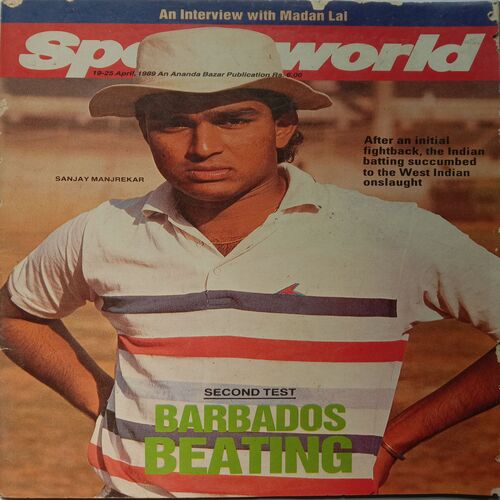 An Interview with Madan Lal
Sportsworld
19-25 April, 1989 An Ananda Bazar Publication Rs. 6.00
After an initial
fightback, the Indian
batting succumbed
to the West Indian
onslaught
SANJAY MANJREKAR
SECOND TEST
BARBADOS
BEATING